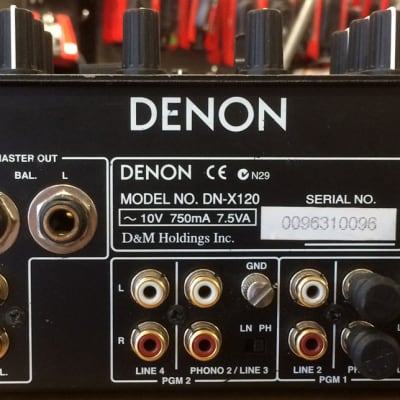 DENON
MASTER OUT
BAL. L
DENON CE N29
MODEL NO. DN-X120
~ 10V 750mA 7.5VA
D&M Holdings Inc.
SERIAL NO.
0096310096
GND
L
R
LN PH
LINE 4
PHONO 2 / LINE 3
PGM 2
LINE 2
PGM 1